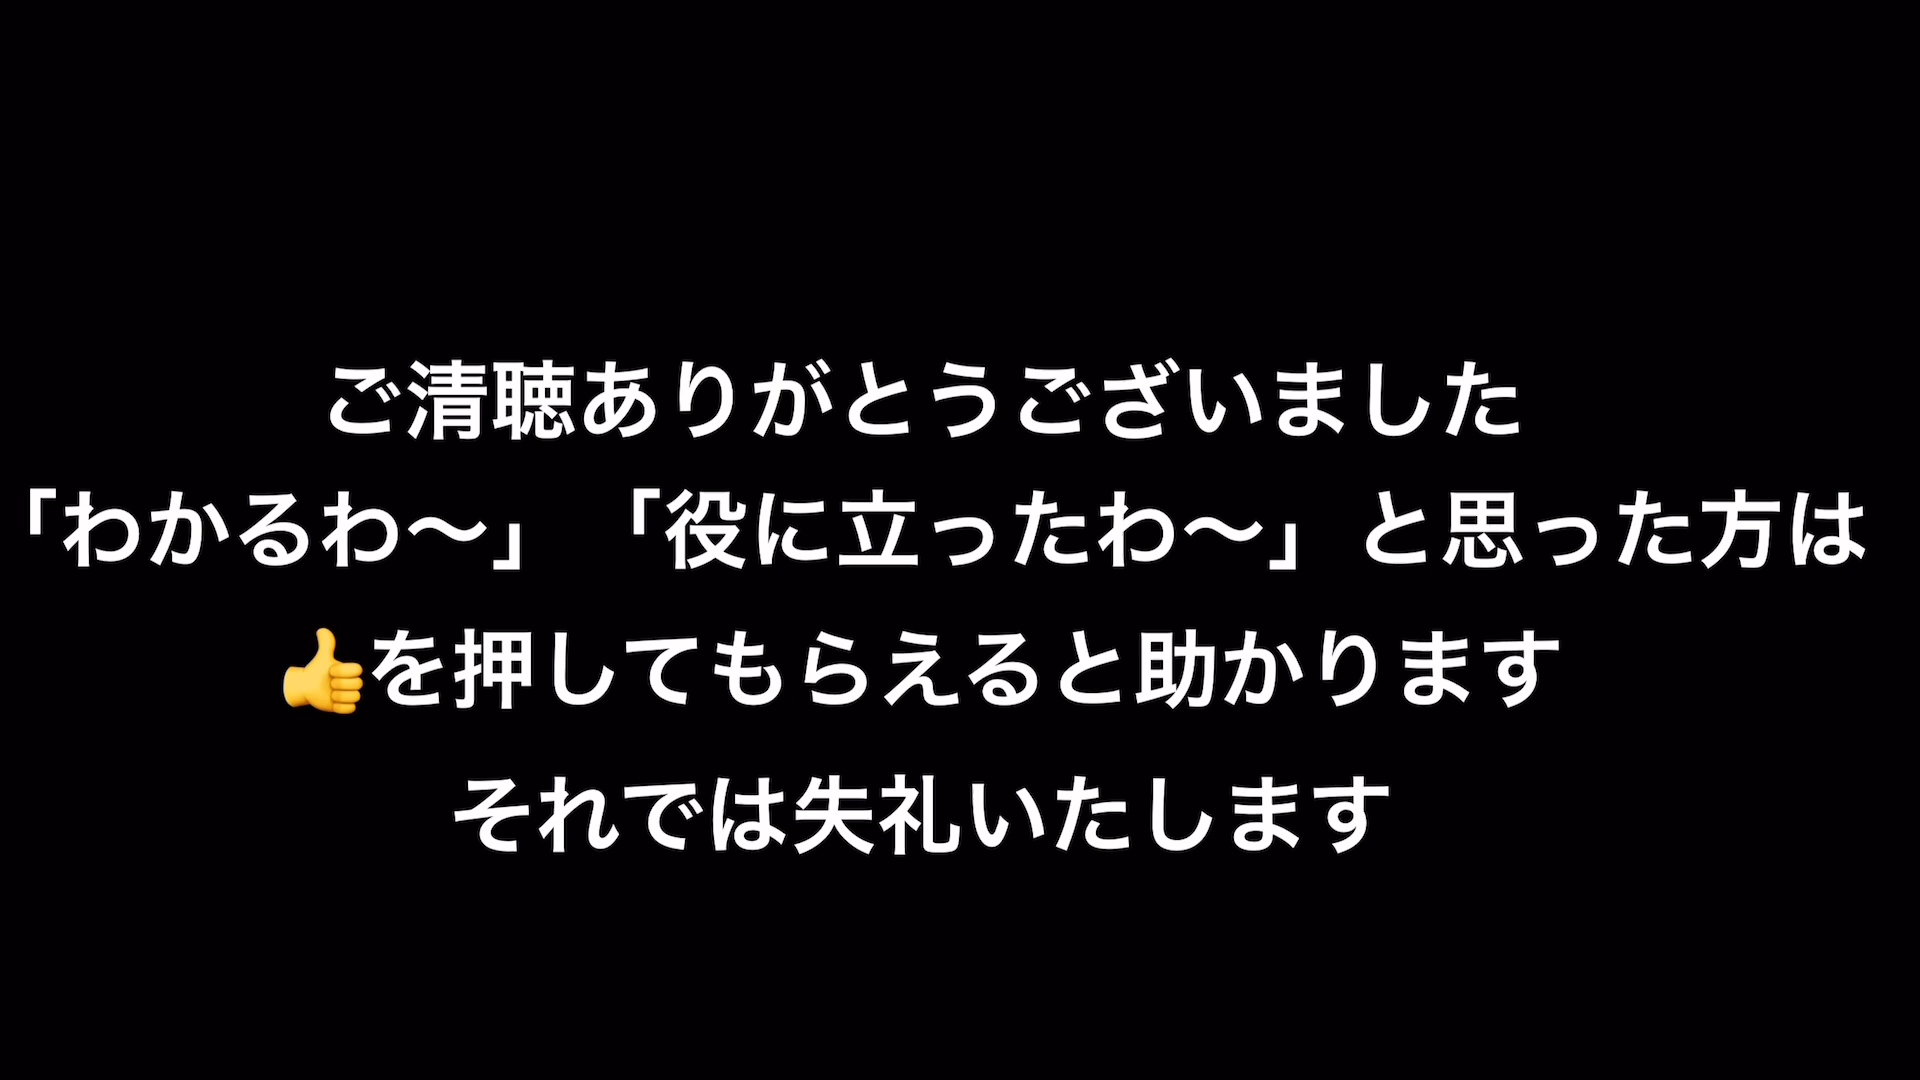 ご清聴ありがとうございました
「わかるわ〜」「役に立ったわ〜」と思った方は
👍を押してもらえると助かります
それでは失礼いたします